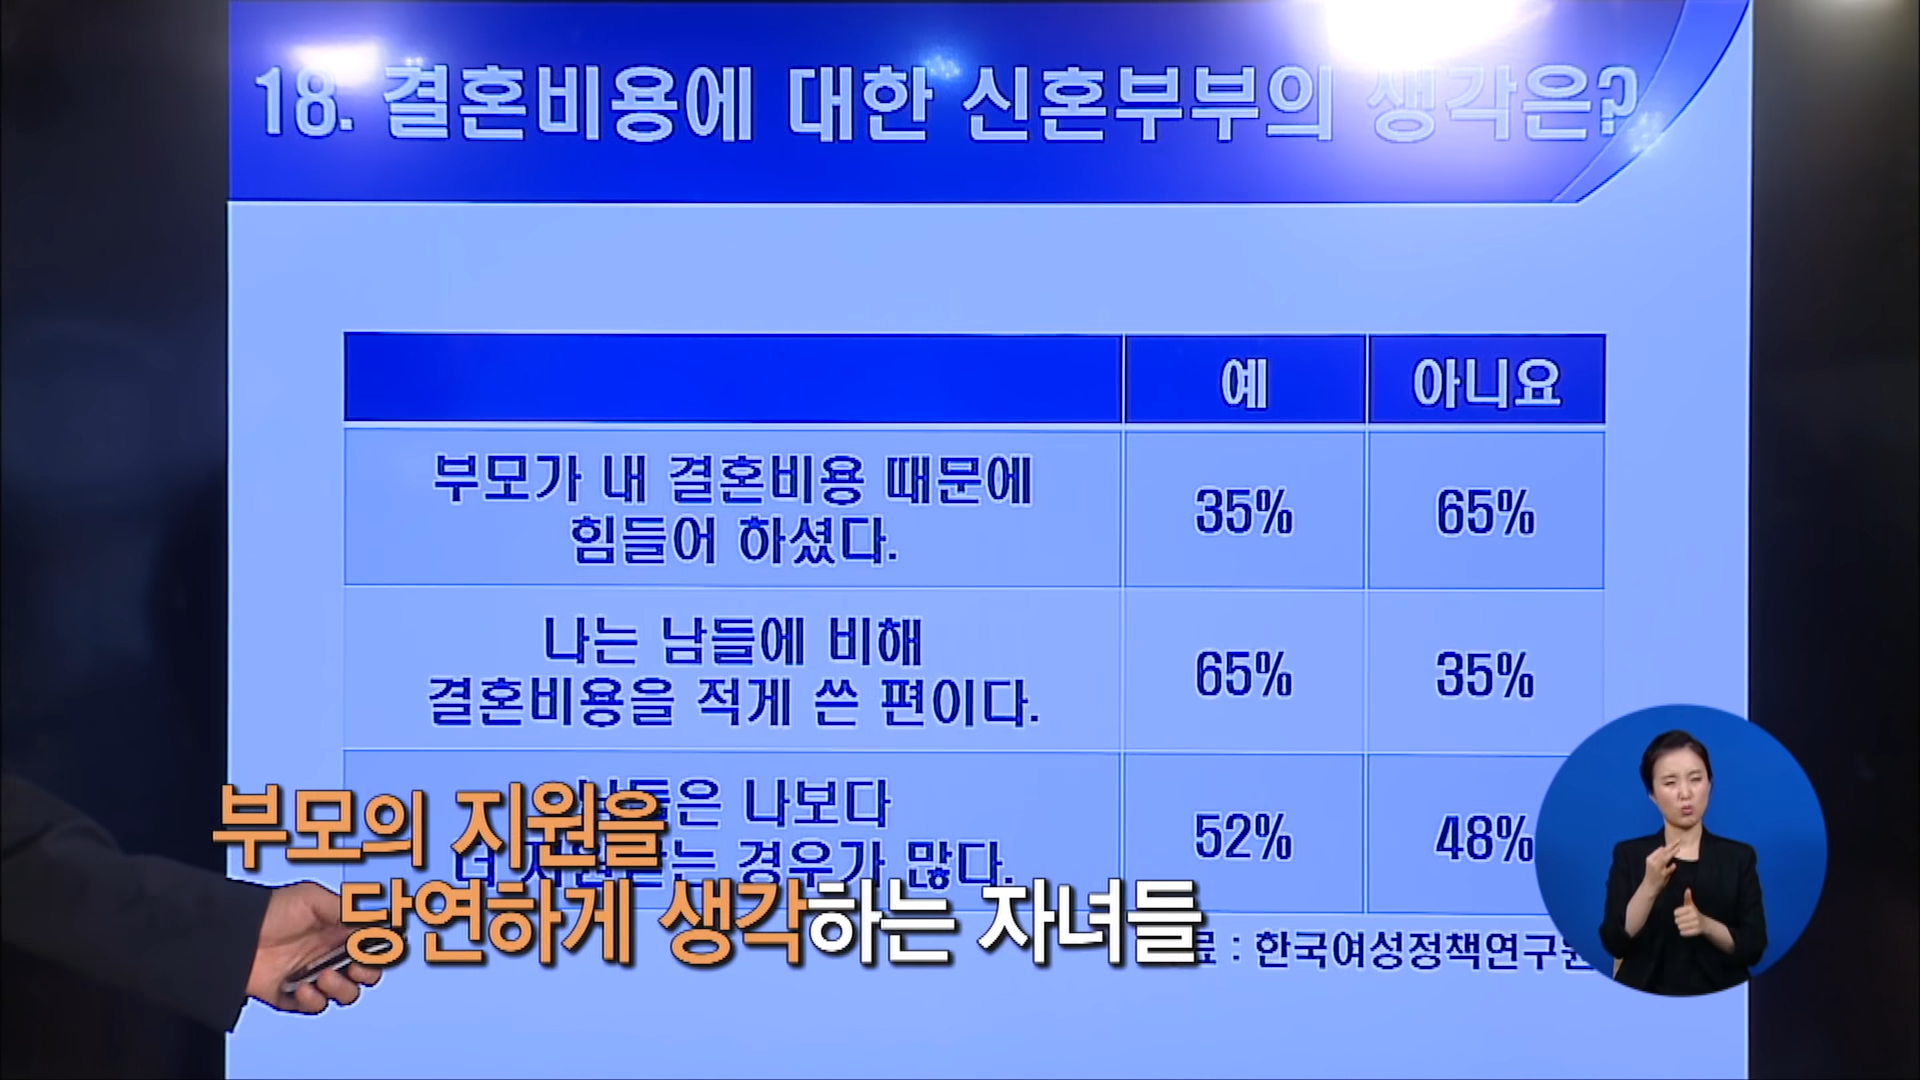 18. 결혼비용에 대한 신혼부부의 생각은?
예 아니요
부모가 내 결혼비용 때문에
힘들어 하셨다.
35% 65%
나는 남들에 비해
결혼비용을 적게 쓴 편이다.
65% 35%
나보다
경우가 많다.
52% 48%
부모의 지원을
당연하게 생각하는 자녀들
: 한국여성정책연구원